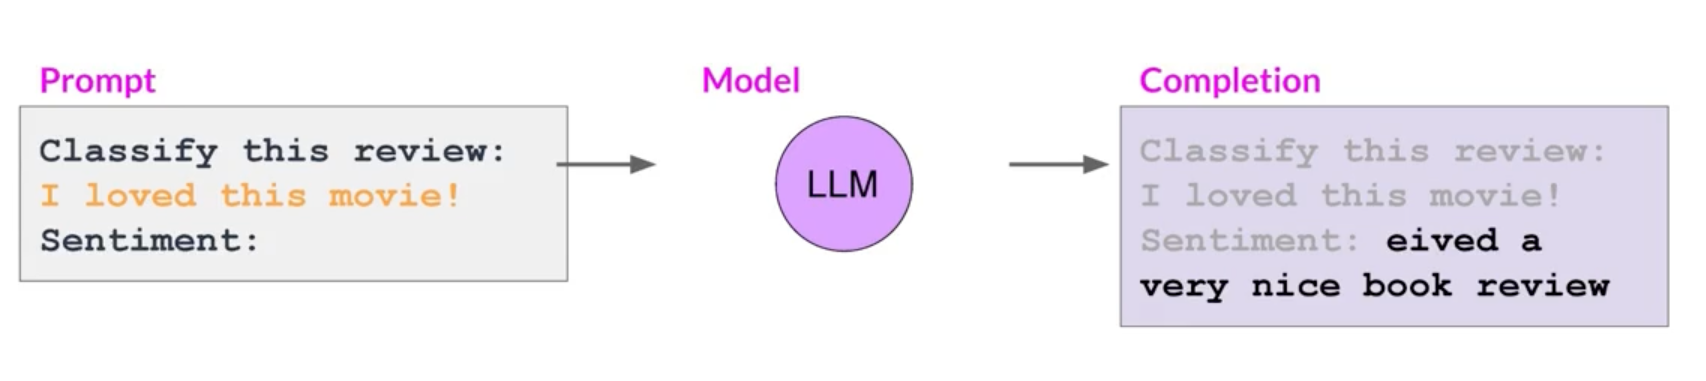 Prompt
Classify this review:
I loved this movie!
Sentiment:
Model
LLM
Completion
Classify this review:
I loved this movie!
Sentiment: eived a
very nice book review